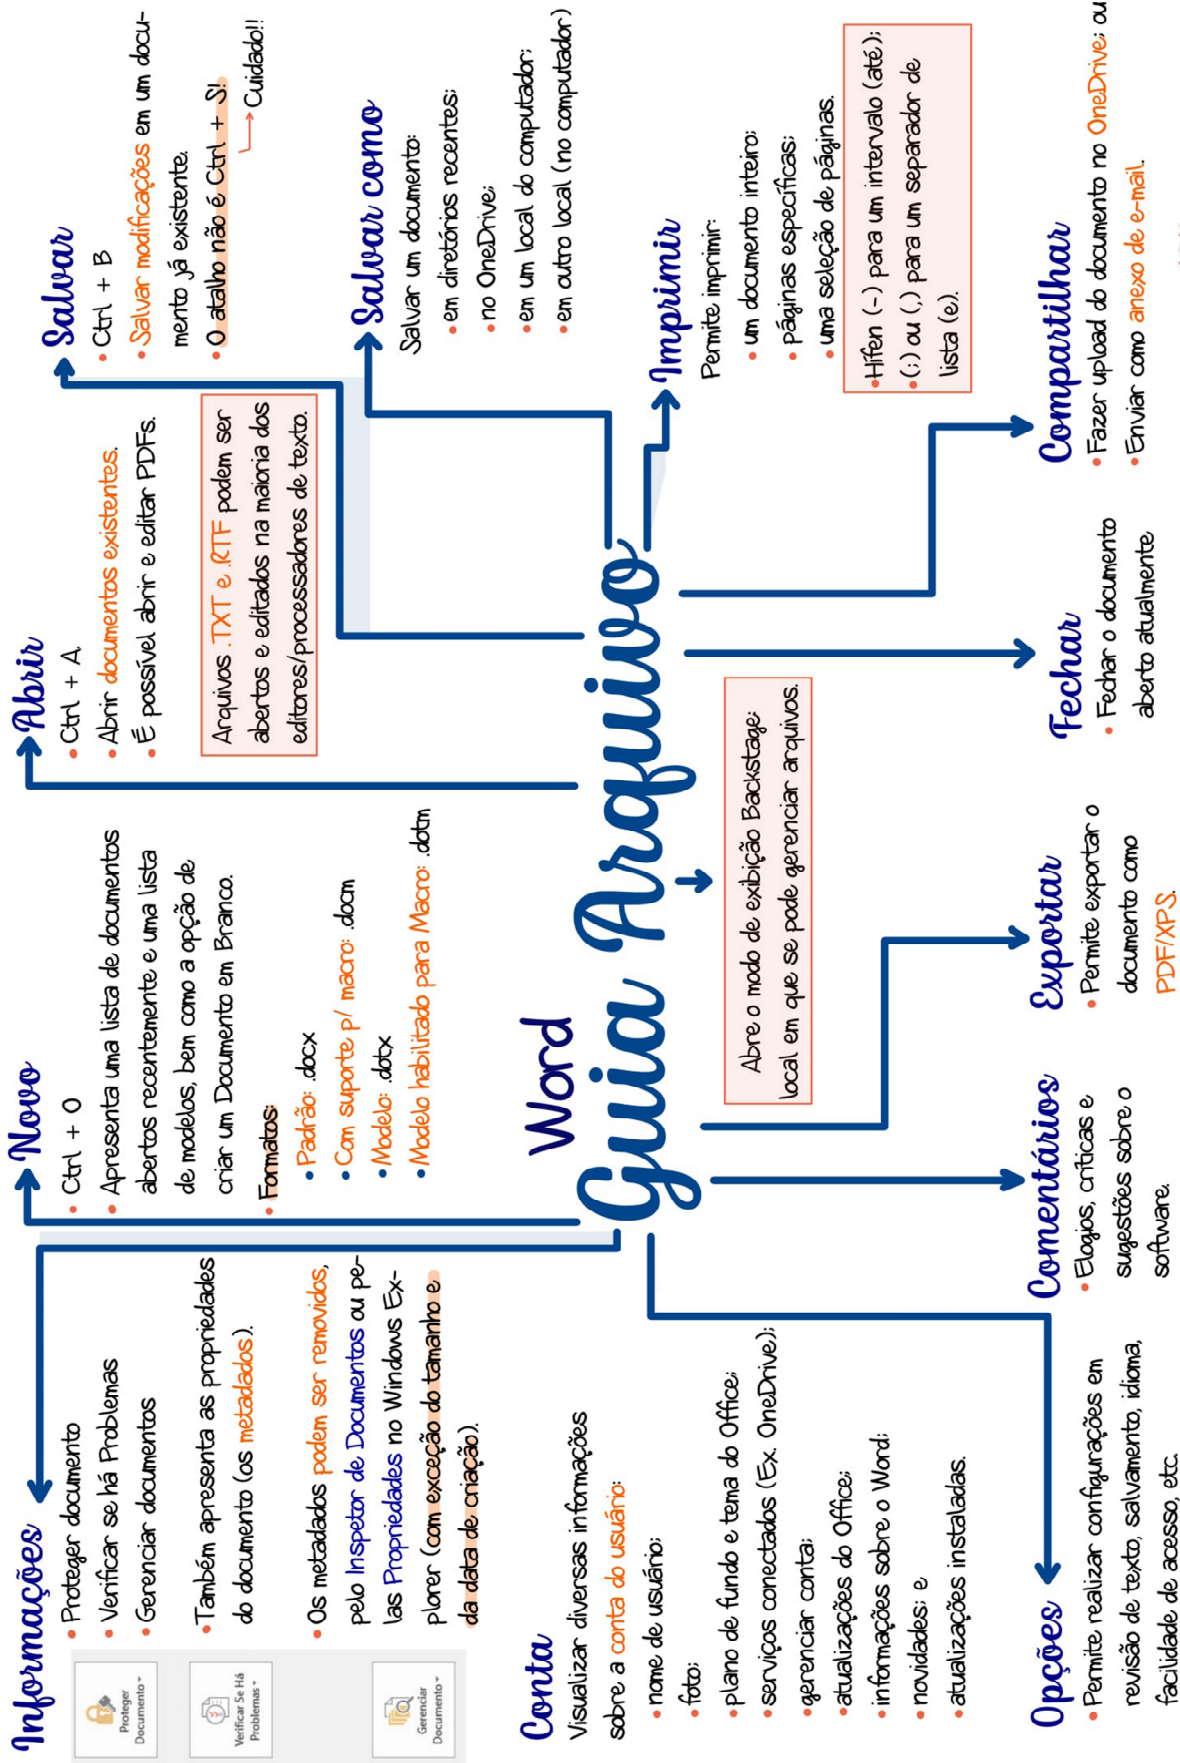 Informações
• Proteger documento
• Verificar se há Problemas
• Gerenciar documentos
• Também apresenta as propriedades
do documento (os metadados).
• Os metadados podem ser removidos,
pelo Inspetor de Documentos ou pe-
las Propriedades no Windows Ex-
plorer (com exceção do tamanho e
da data de criação).
Proteger
Documento
Verificar Se Há
Problemas
Gerenciar
Documento
Novo
• Ctrl + O
• Apresenta uma lista de documentos
abertos recentemente e uma lista
de modelos, bem como a opção de
criar um Documento em Branco.
• Formatos:
• Padrão: .docx
• Com suporte p/ macro: .docm
• Modelo: .dotx
• Modelo habilitado para Macro: .dotm
Abrir
• Ctrl + A
• Abrir documentos existentes.
• É possível abrir e editar PDFs.
Arquivos .TXT e .RTF podem ser
abertos e editados na maioria dos
editores/processadores de texto.
Salvar
• Ctrl + B
• Salvar modificações em um docu-
mento já existente.
• O atalho não é Ctrl + S!
Cuidado!!
Salvar como
Salvar um documento:
• em diretórios recentes;
• no OneDrive;
• em um local do computador;
• em outro local (no computador)
Word
Guia Arquivo
Abre o modo de exibição Backstage:
local em que se pode gerenciar arquivos.
Imprimir
Permite imprimir:
• um documento inteiro;
• páginas específicas;
• uma seleção de páginas.
• Hífen (-) para um intervalo (até);
• (;) ou (,) para um separador de
lista (e).
Conta
Visualizar diversas informações
sobre a conta do usuário:
• nome de usuário;
• foto;
• plano de fundo e tema do Office;
• serviços conectados (Ex. OneDrive);
• gerenciar conta;
• atualizações do Office;
• informações sobre o Word;
• novidades; e
• atualizações instaladas.
Opções
• Permite realizar configurações em
revisão de texto, salvamento, idioma,
facilidade de acesso, etc.
Comentários
• Elogios, críticas e
sugestões sobre o
software.
Exportar
• Permite exportar o
documento como
PDF/XPS.
Fechar
• Fechar o documento
aberto atualmente
Compartilhar
• Fazer upload do documento no OneDrive; ou
• Enviar como anexo de e-mail.